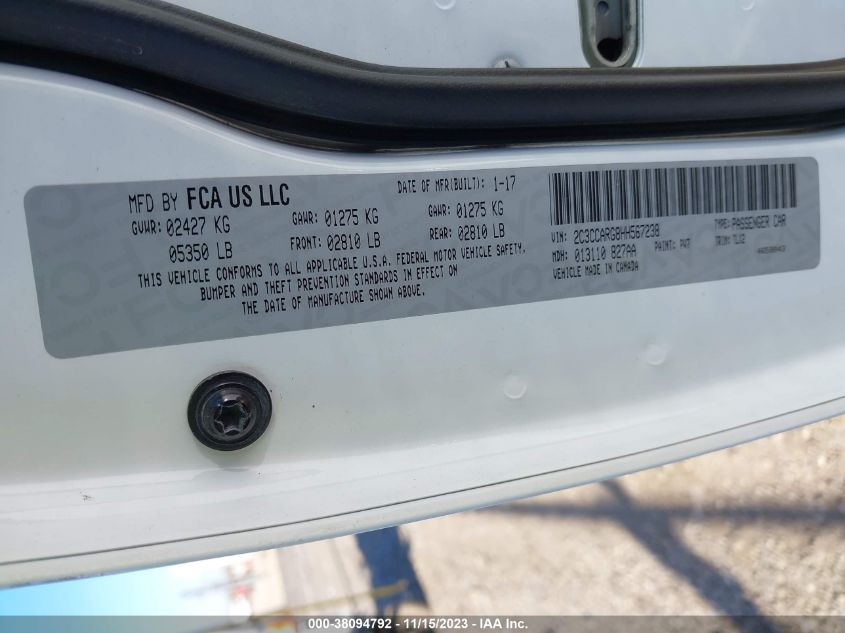 MFD BY FCA US LLC
DATE OF MFR(BUILT): 1-17
GVWR: 02427 KG
GAWR: 01275 KG
GAWR: 01275 KG
05350 LB
FRONT: 02810 LB
REAR: 02810 LB
THIS VEHICLE CONFORMS TO ALL APPLICABLE U.S.A. FEDERAL MOTOR VEHICLE SAFETY,
BUMPER AND THEFT PREVENTION STANDARDS IN EFFECT ON
THE DATE OF MANUFACTURE SHOWN ABOVE.
VIN: 2C3CCARG8HH567238
TYPE: PASSENGER CAR
MDH: 013110 827AA
PAINT: PW7
TRIM: TLX2
VEHICLE MADE IN CANADA
000-38094792 - 11/15/2023 - IAA Inc.